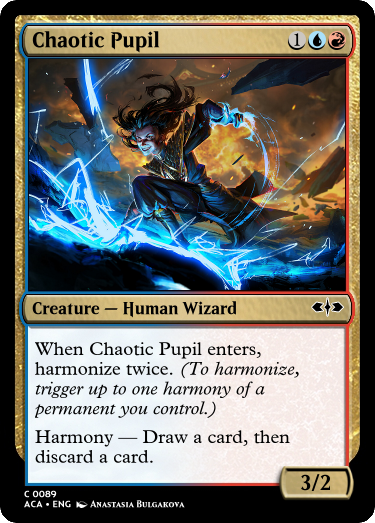 Chaotic Pupil 1
Creature — Human Wizard
When Chaotic Pupil enters,
harmonize twice. (To harmonize,
trigger up to one harmony of a
permanent you control.)
Harmony — Draw a card, then
discard a card.
3/2
C 0089
ACA • ENG Anastasia Bulgakova